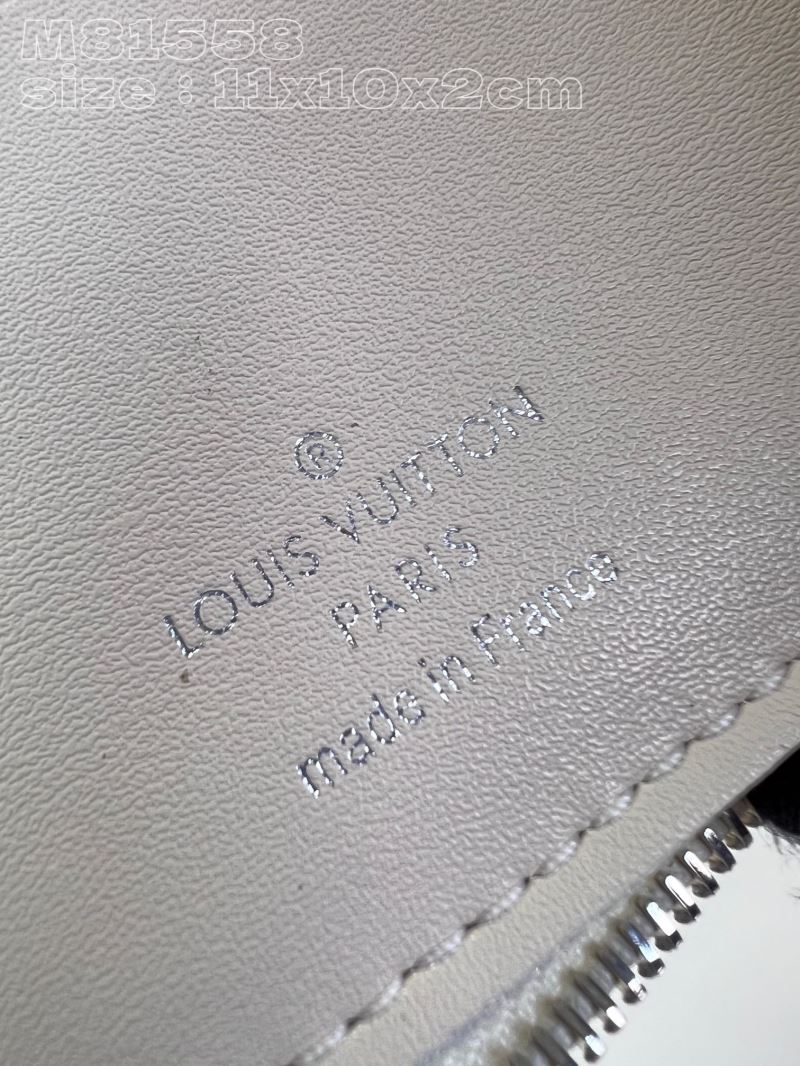 M81558
size : 11x10x2cm
®
LOUIS VUITTON
PARIS
made in France